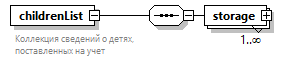 childrenList
storage
1..∞
Коллекция сведений о детях,
поставленных на учет